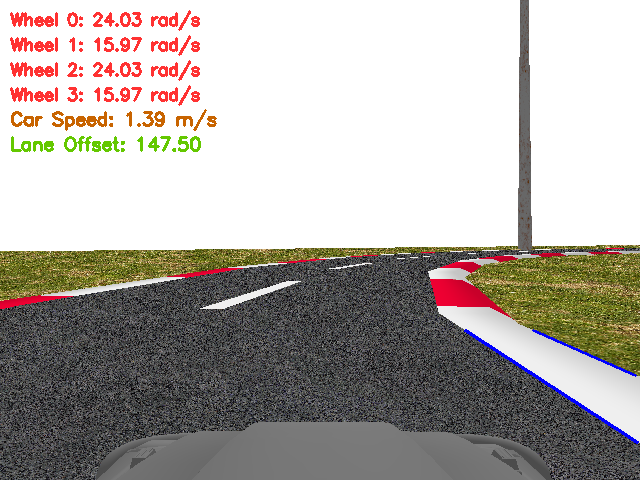 Wheel 0: 24.03 rad/s
Wheel 1: 15.97 rad/s
Wheel 2: 24.03 rad/s
Wheel 3: 15.97 rad/s
Car Speed: 1.39 m/s
Lane Offset: 147.50